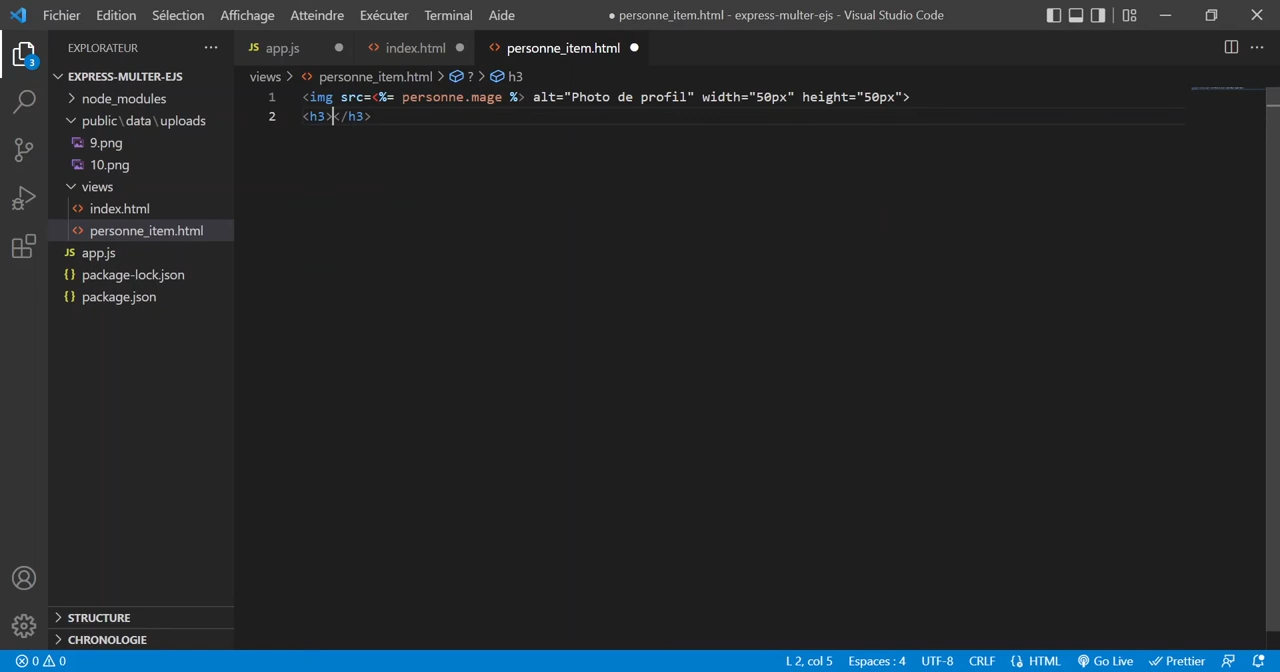 Fichier Edition Sélection Affichage Atteindre Exécuter Terminal Aide ● personne_item.html - express-multer-ejs - Visual Studio Code
EXPLORATEUR
JS app.js
index.html
personne_item.html
EXPRESS-MULTER-EJS
views > personne_item.html > ? > h3
node_modules
1 <img src=<%= personne.mage %> alt="Photo de profil" width="50px" height="50px">
2 <h3></h3>
public\data\uploads
9.png
10.png
views
index.html
personne_item.html
JS app.js
{} package-lock.json
{} package.json
STRUCTURE
CHRONOLOGIE
3
0 0 L 2, col 5 Espaces : 4 UTF-8 CRLF {} HTML Go Live Prettier